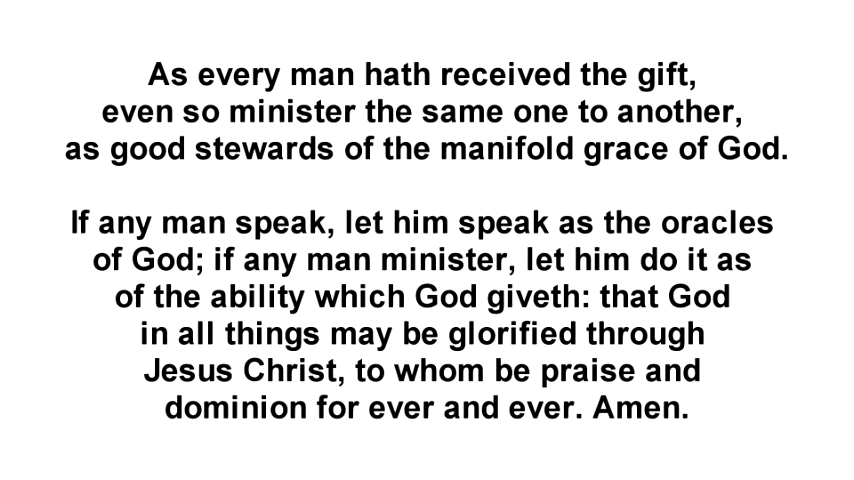 As every man hath received the gift,
even so minister the same one to another,
as good stewards of the manifold grace of God.
If any man speak, let him speak as the oracles
of God; if any man minister, let him do it as
of the ability which God giveth: that God
in all things may be glorified through
Jesus Christ, to whom be praise and
dominion for ever and ever. Amen.